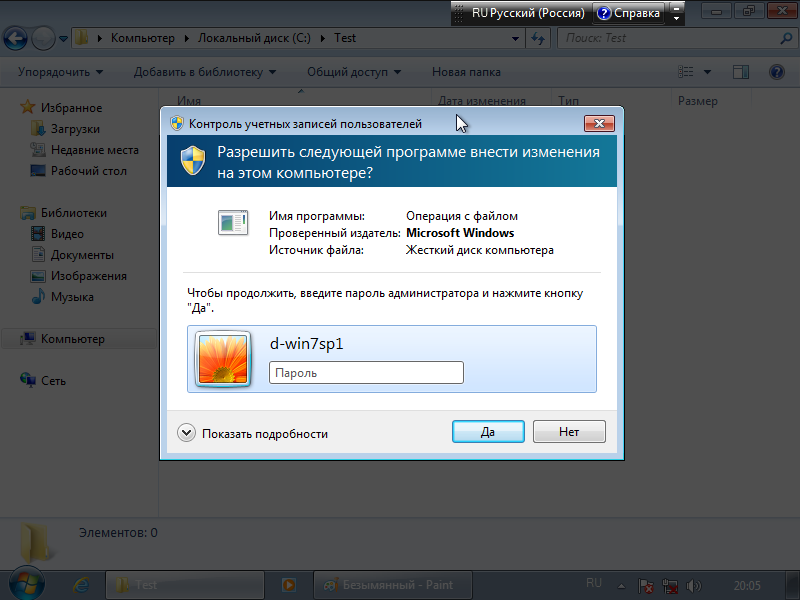 RU Русский (Россия) ? Справка
Компьютер Локальный диск (C:) Test
Поиск: Test
Упорядочить Добавить в библиотеку Общий доступ Новая папка
Имя Дата изменения Тип Размер
Избранное
Загрузки
Недавние места
Рабочий стол
Библиотеки
Видео
Документы
Изображения
Музыка
Компьютер
Сеть
Контроль учетных записей пользователей
Разрешить следующей программе внести изменения
на этом компьютере?
Имя программы: Операция с файлом
Проверенный издатель: Microsoft Windows
Источник файла: Жесткий диск компьютера
Чтобы продолжить, введите пароль администратора и нажмите кнопку
"Да".
d-win7sp1
Пароль
Показать подробности
Да Нет
Элементов: 0
Test Безымянный - Paint RU 20:05